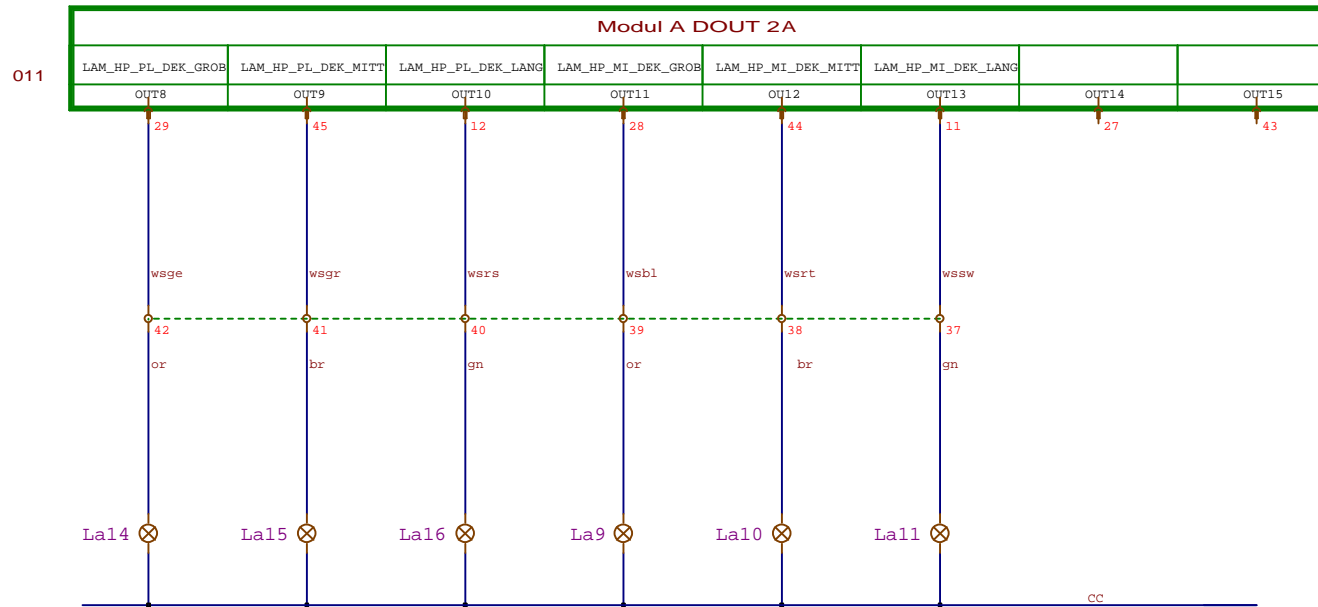 Modul A DOUT 2A
011
LAM_HP_PL_DEK_GROB LAM_HP_PL_DEK_MITT LAM_HP_PL_DEK_LANG LAM_HP_MI_DEK_GROB LAM_HP_MI_DEK_MITT LAM_HP_MI_DEK_LANG
OUT8 OUT9 OUT10 OUT11 OU12 OUT13 OUT14 OUT15
29 45 12 28 44 11 27 43
wsge wsgr wsrs wsbl wsrt wssw
42 41 40 39 38 37
or br gn or br gn
La14 La15 La16 La9 La10 La11
CC